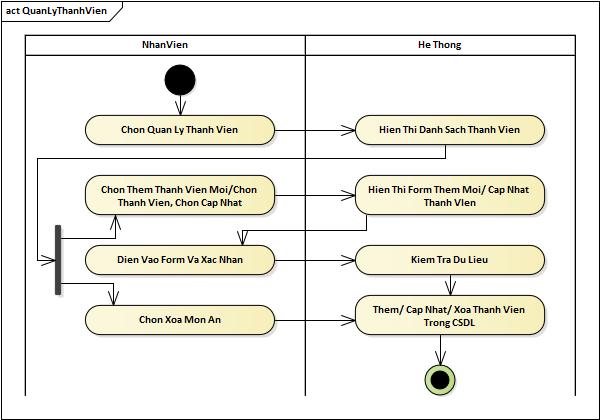 act QuanLyThanhVien
NhanVien
He Thong
Chon Quan Ly Thanh Vien
Hien Thi Danh Sach Thanh Vien
Chon Them Thanh Vien Moi/Chon
Thanh Vien, Chon Cap Nhat
Hien Thi Form Them Moi/ Cap Nhat
Thanh VIen
Dien Vao Form Va Xac Nhan
Kiem Tra Du Lieu
Chon Xoa Mon An
Them/ Cap Nhat/ Xoa Thanh Vien
Trong CSDL